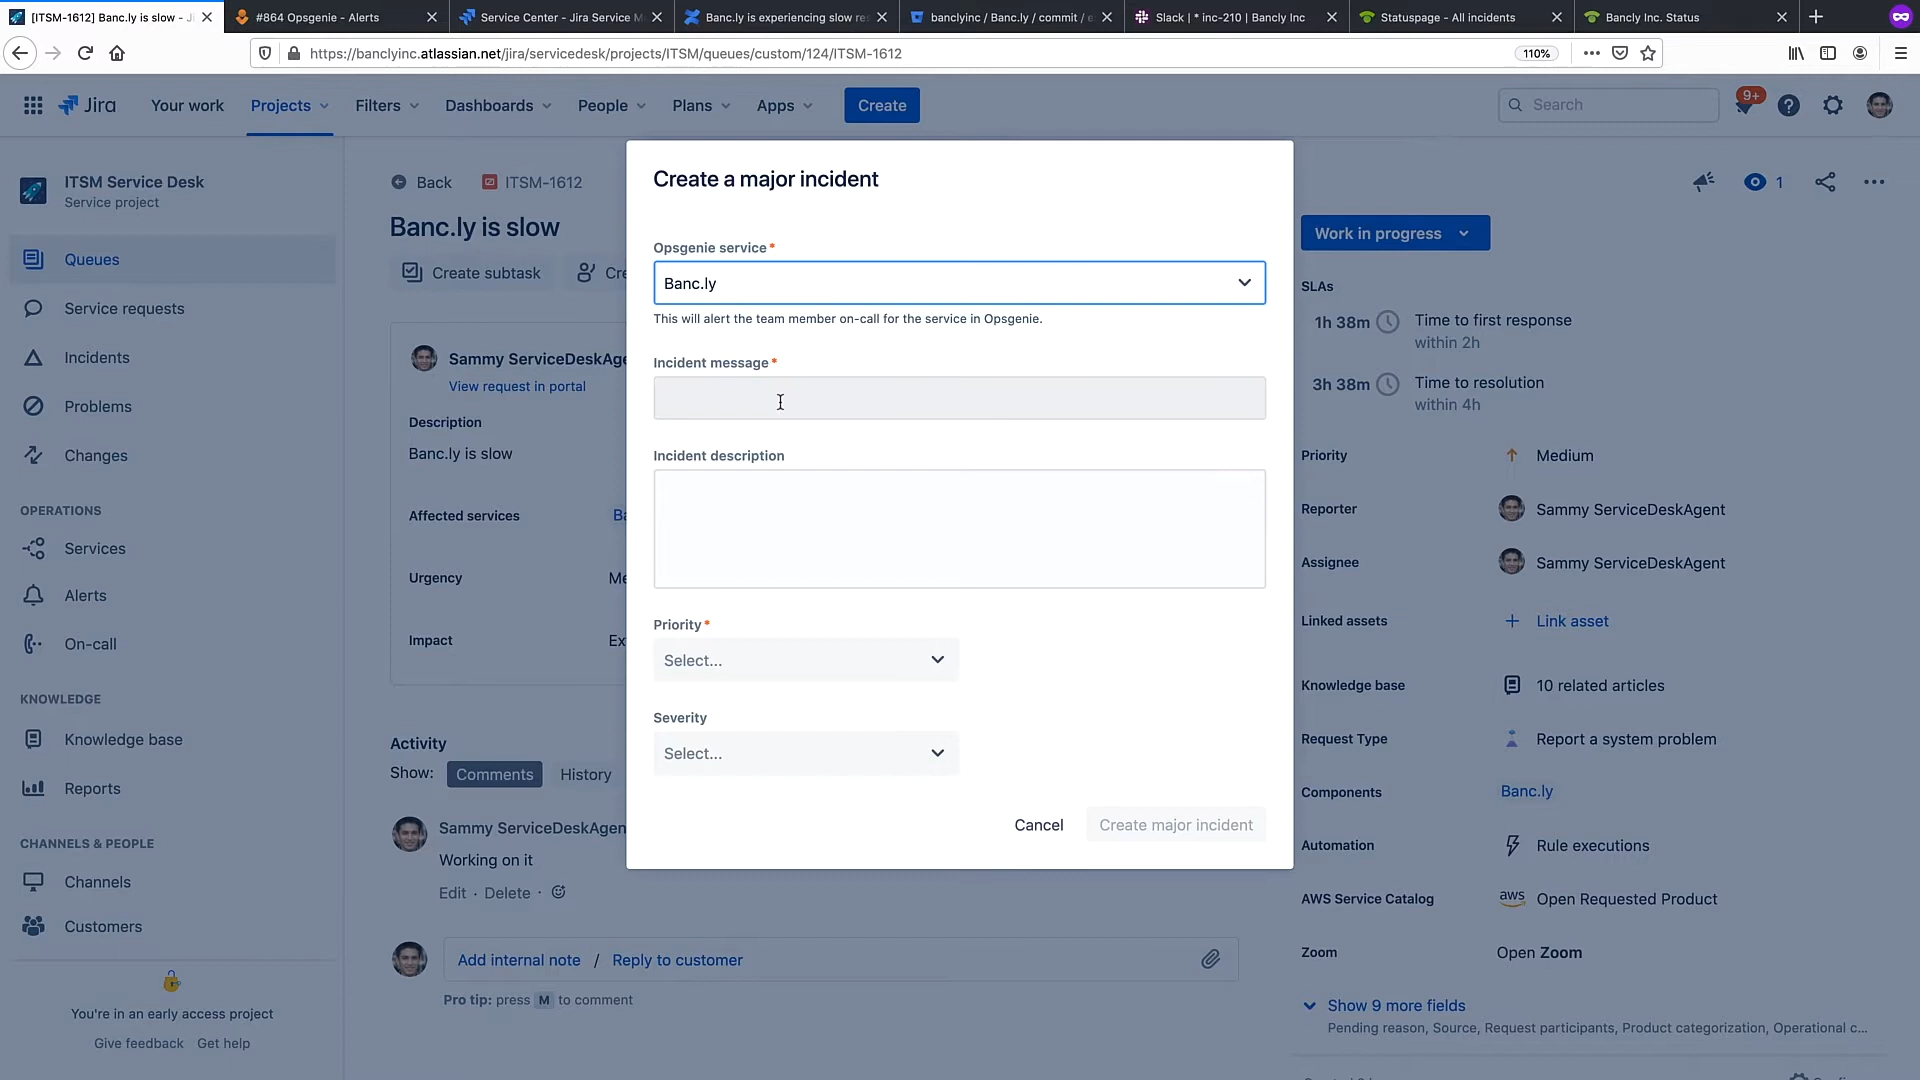 [ITSM-1612] Banc.ly is slow - Ji
#864 Opsgenie - Alerts
Service Center - Jira Service M
Banc.ly is experiencing slow res
banclyinc / Banc.ly / commit / e
Slack | * inc-210 | Bancly Inc
Statuspage - All incidents
Bancly Inc. Status
https://banclyinc.atlassian.net/jira/servicedesk/projects/ITSM/queues/custom/124/ITSM-1612
110%
Jira
Your work
Projects
Filters
Dashboards
People
Plans
Apps
Create
Search
9+
ITSM Service Desk
Service project
Queues
Service requests
Incidents
Problems
Changes
OPERATIONS
Services
Alerts
On-call
KNOWLEDGE
Knowledge base
Reports
CHANNELS & PEOPLE
Channels
Customers
You're in an early access project
Give feedback Get help
Back
ITSM-1612
Banc.ly is slow
Create subtask
Cre
Sammy ServiceDeskAge
View request in portal
Description
Banc.ly is slow
Affected services Ba
Urgency Me
Impact Ex
Activity
Show: Comments History
Sammy ServiceDeskAgen
Working on it
Edit · Delete ·
Add internal note / Reply to customer
Pro tip: press M to comment
Create a major incident
Opsgenie service*
Banc.ly
This will alert the team member on-call for the service in Opsgenie.
Incident message*
Incident description
Priority*
Select...
Severity
Select...
Cancel
Create major incident
1
Work in progress
SLAs
1h 38m Time to first response
within 2h
3h 38m Time to resolution
within 4h
Priority Medium
Reporter Sammy ServiceDeskAgent
Assignee Sammy ServiceDeskAgent
Linked assets + Link asset
Knowledge base 10 related articles
Request Type Report a system problem
Components Banc.ly
Automation Rule executions
AWS Service Catalog aws Open Requested Product
Zoom Open Zoom
Show 9 more fields
Pending reason, Source, Request participants, Product categorization, Operational c...